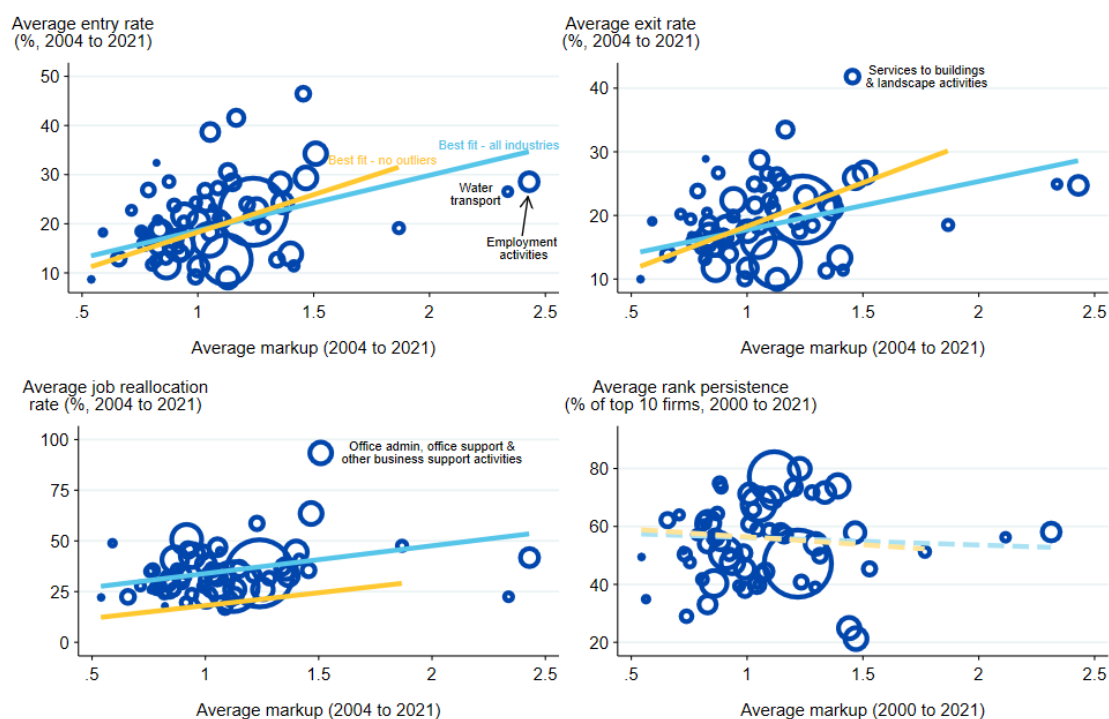 Average entry rate
(%, 2004 to 2021)
50
40
30
20
10
Best fit - all industries
Best fit - no outliers
Water
transport
Employment
activities
.5 1 1.5 2 2.5
Average markup (2004 to 2021)
Average exit rate
(%, 2004 to 2021)
40
30
20
10
Services to buildings
& landscape activities
.5 1 1.5 2 2.5
Average markup (2004 to 2021)
Average job reallocation
rate (%, 2004 to 2021)
100
75
50
25
0
Office admin, office support &
other business support activities
.5 1 1.5 2 2.5
Average markup (2004 to 2021)
Average rank persistence
(% of top 10 firms, 2000 to 2021)
80
60
40
20
.5 1 1.5 2 2.5
Average markup (2000 to 2021)